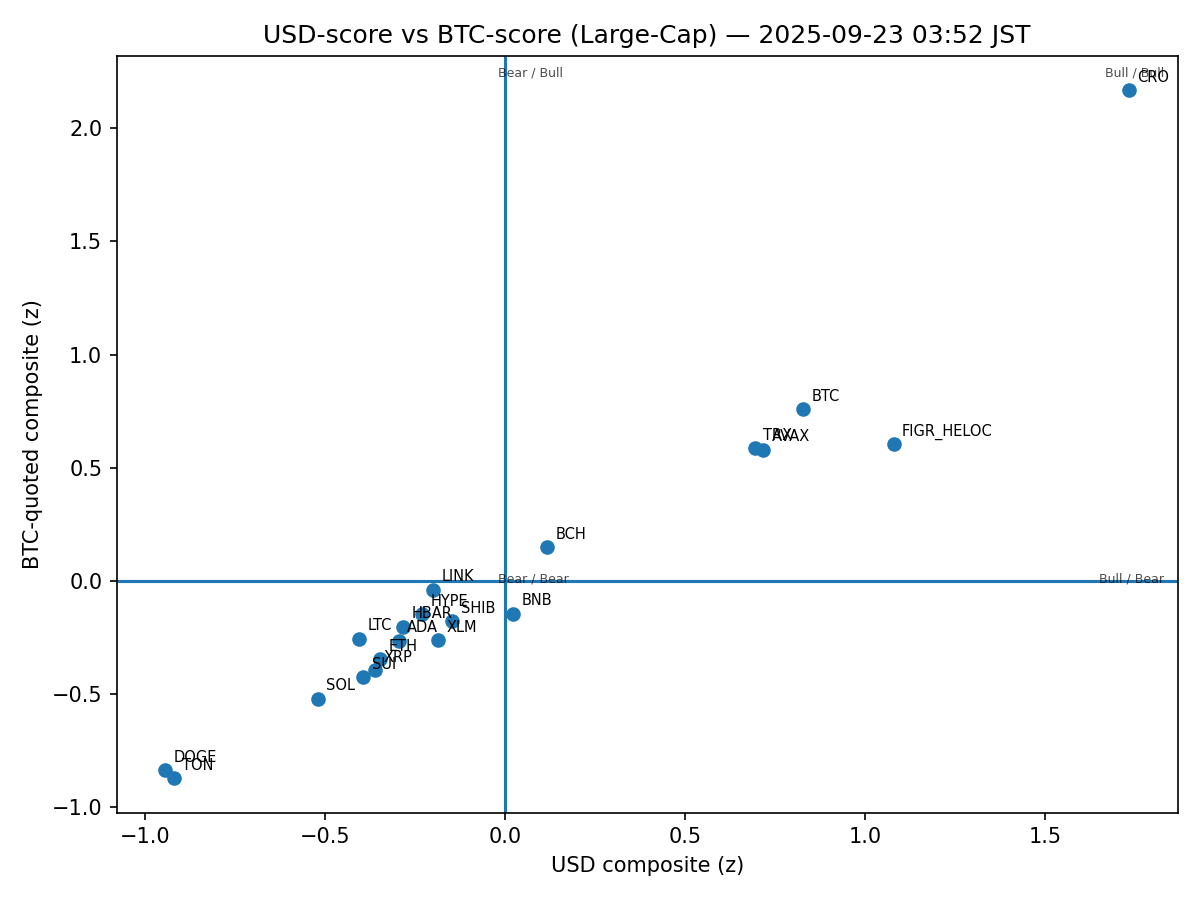 USD-score vs BTC-score (Large-Cap) — 2025-09-23 03:52 JST
Bear / Bull
Bull / Bull
CRO
2.0
1.5
1.0
0.5
0.0
−0.5
−1.0
BTC-quoted composite (z)
BTC
FIGR_HELOC
TRX
AVAX
BCH
LINK
Bear / Bear
Bull / Bear
HYPE
BNB
SHIB
HBAR
LTC
ADA
XLM
ETH
XRP
SUI
SOL
DOGE
TON
−1.0
−0.5
0.0
0.5
1.0
1.5
USD composite (z)